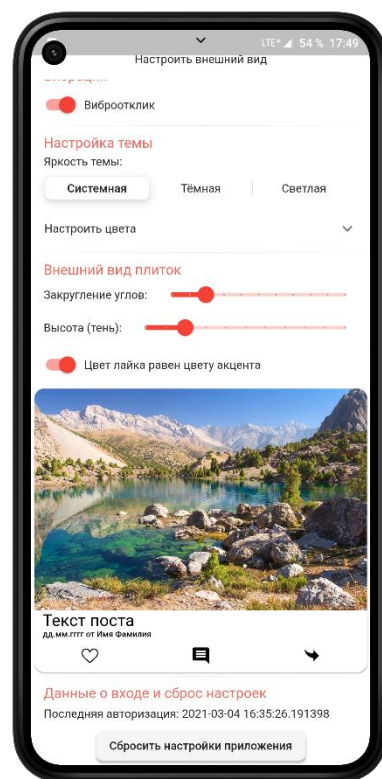 LTE+ 54 % 17:49
Настроить внешний вид
Виброотклик
Настройка темы
Яркость темы:
Системная Тёмная Светлая
Настроить цвета
Внешний вид плиток
Закругление углов:
Высота (тень):
Цвет лайка равен цвету акцента
Текст поста
дд.мм.гггг от Имя Фамилия
Данные о входе и сброс настроек
Последняя авторизация: 2021-03-04 16:35:26.191398
Сбросить настройки приложения